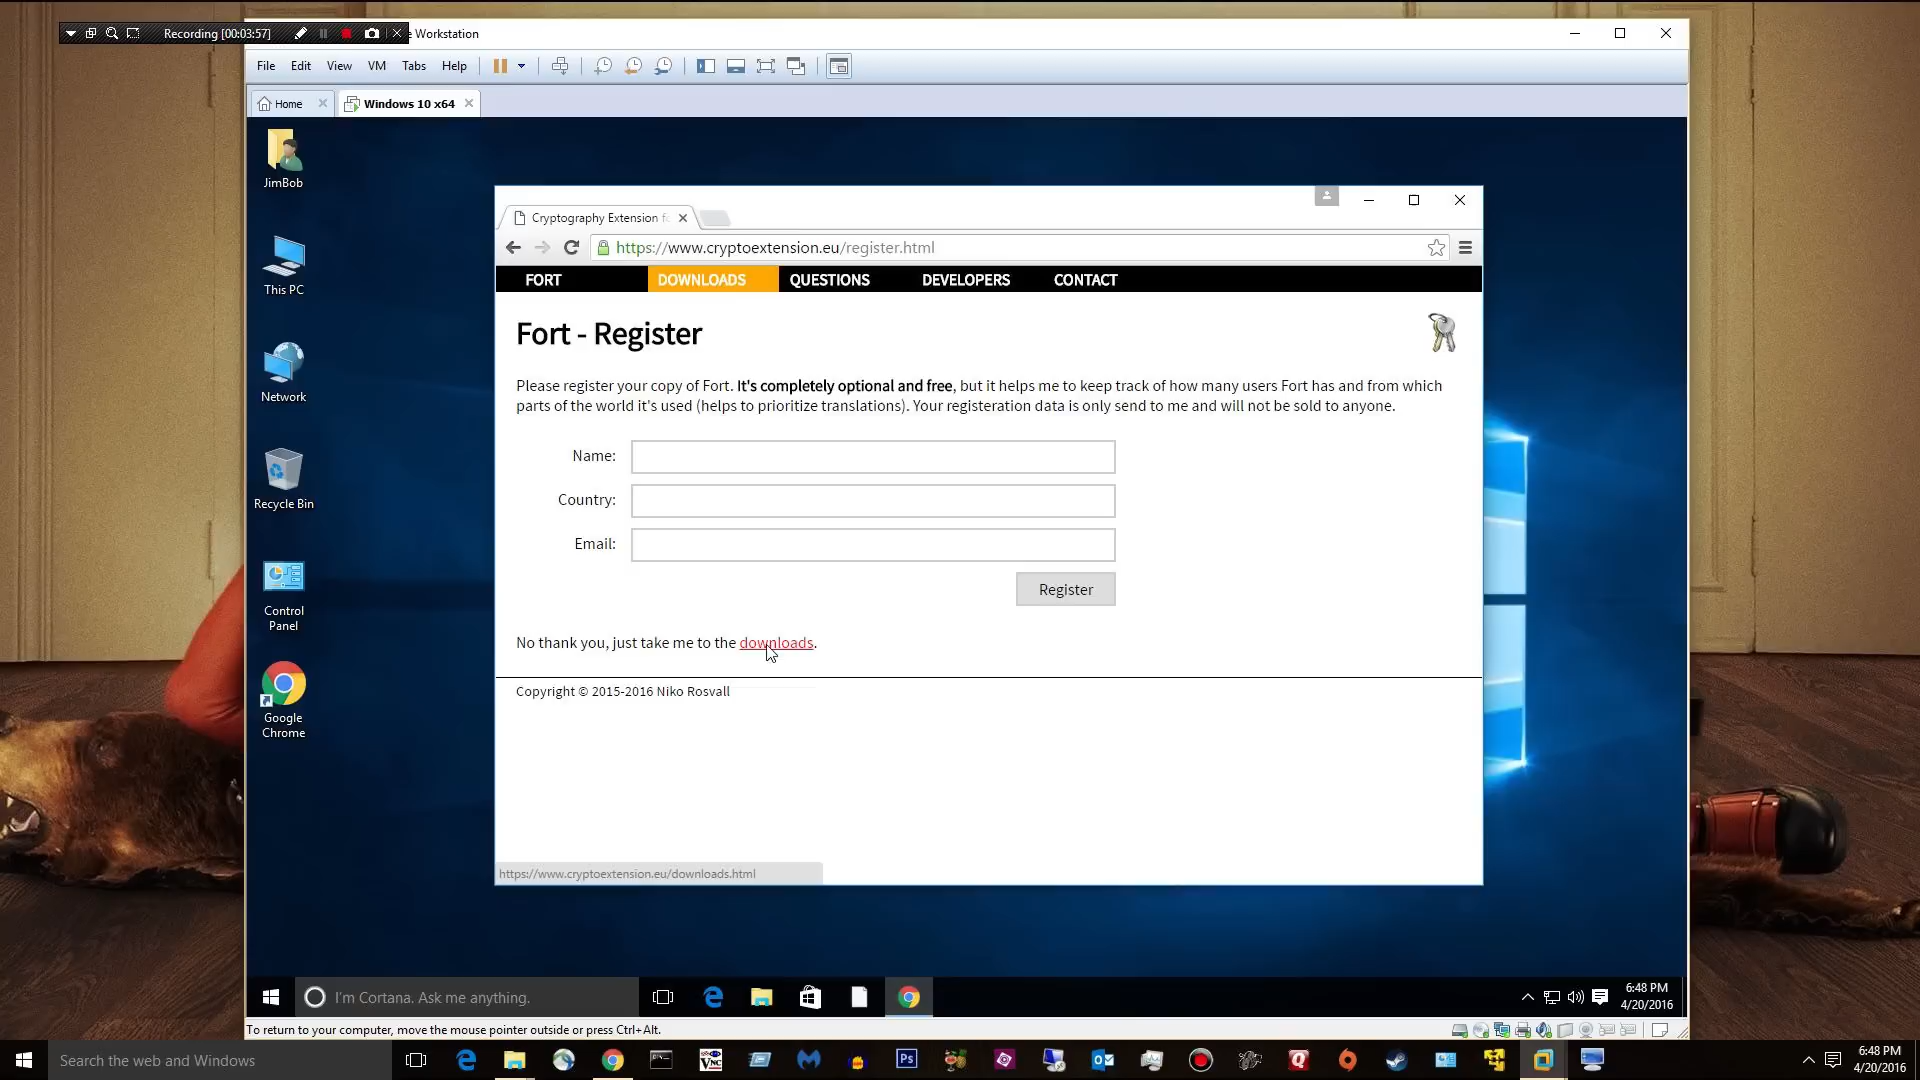 Recording [00:03:57]
e Workstation
File Edit View VM Tabs Help
Home
Windows 10 x64
JimBob
This PC
Network
Recycle Bin
Control
Panel
Google
Chrome
Cryptography Extension fo
https://www.cryptoextension.eu/register.html
FORT DOWNLOADS QUESTIONS DEVELOPERS CONTACT
Fort - Register
Please register your copy of Fort. It's completely optional and free, but it helps me to keep track of how many users Fort has and from which
parts of the world it's used (helps to prioritize translations). Your registeration data is only send to me and will not be sold to anyone.
Name:
Country:
Email:
Register
No thank you, just take me to the downloads.
Copyright © 2015-2016 Niko Rosvall
https://www.cryptoextension.eu/downloads.html
I'm Cortana. Ask me anything.
6:48 PM
4/20/2016
To return to your computer, move the mouse pointer outside or press Ctrl+Alt.
Search the web and Windows
VNC
Ps
6:48 PM
4/20/2016